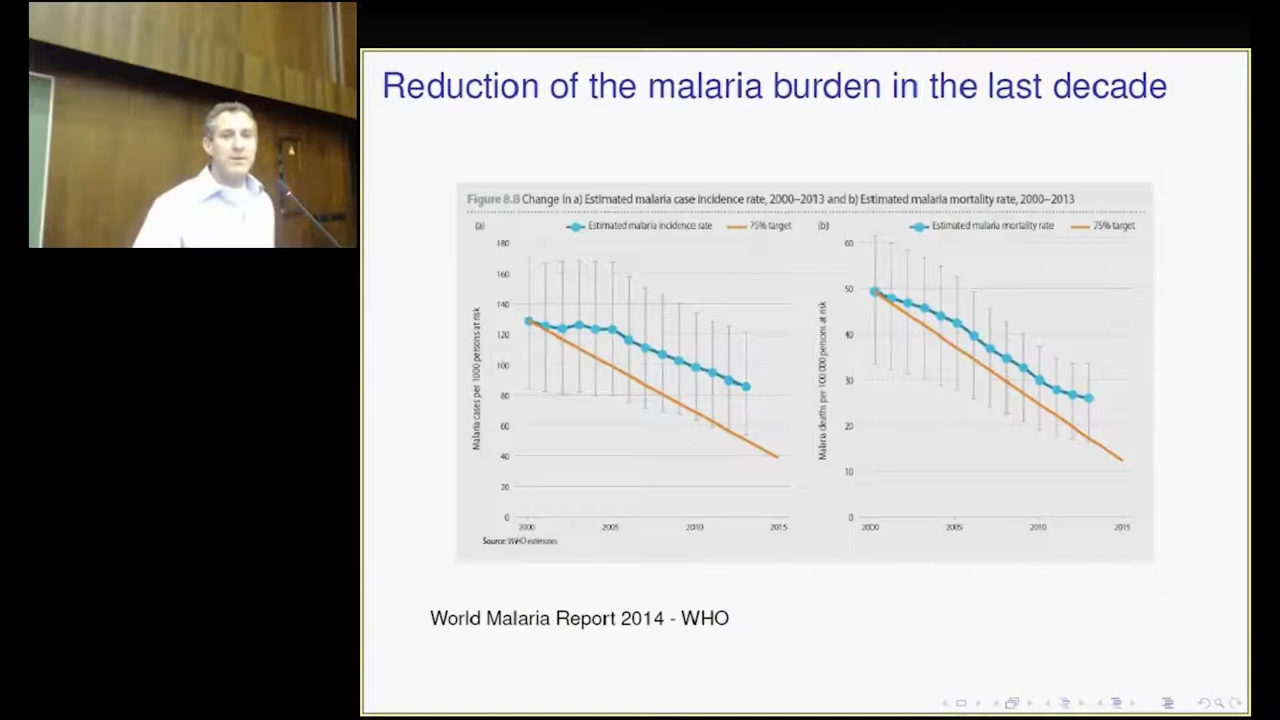 Reduction of the malaria burden in the last decade
Figure 8.8 Change in a) Estimated malaria case incidence rate, 2000–2013 and b) Estimated malaria mortality rate, 2000–2013
(a) Estimated malaria incidence rate 75% target
180
160
140
120
100
80
60
40
20
0
Malaria cases per 1000 persons at risk
2000 2005 2010 2015
Source: WHO estimates
(b) Estimated malaria mortality rate 75% target
60
50
40
30
20
10
0
Malaria deaths per 100 000 persons at risk
2000 2005 2010 2015
World Malaria Report 2014 - WHO